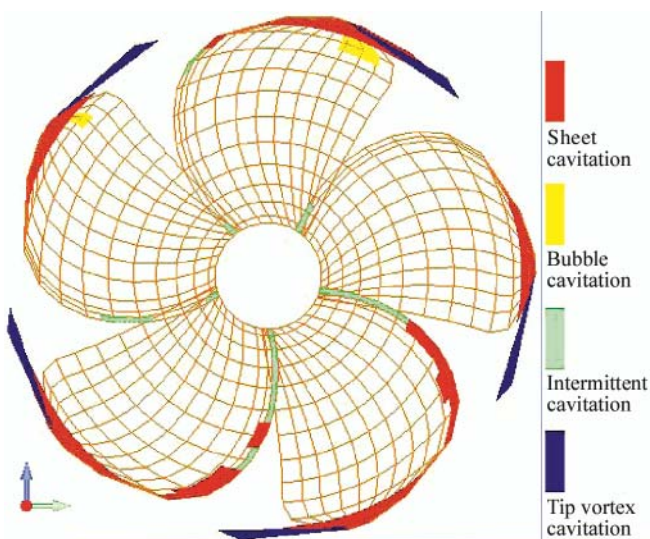 Sheet
cavitation
Bubble
cavitation
Intermittent
cavitation
Tip vortex
cavitation